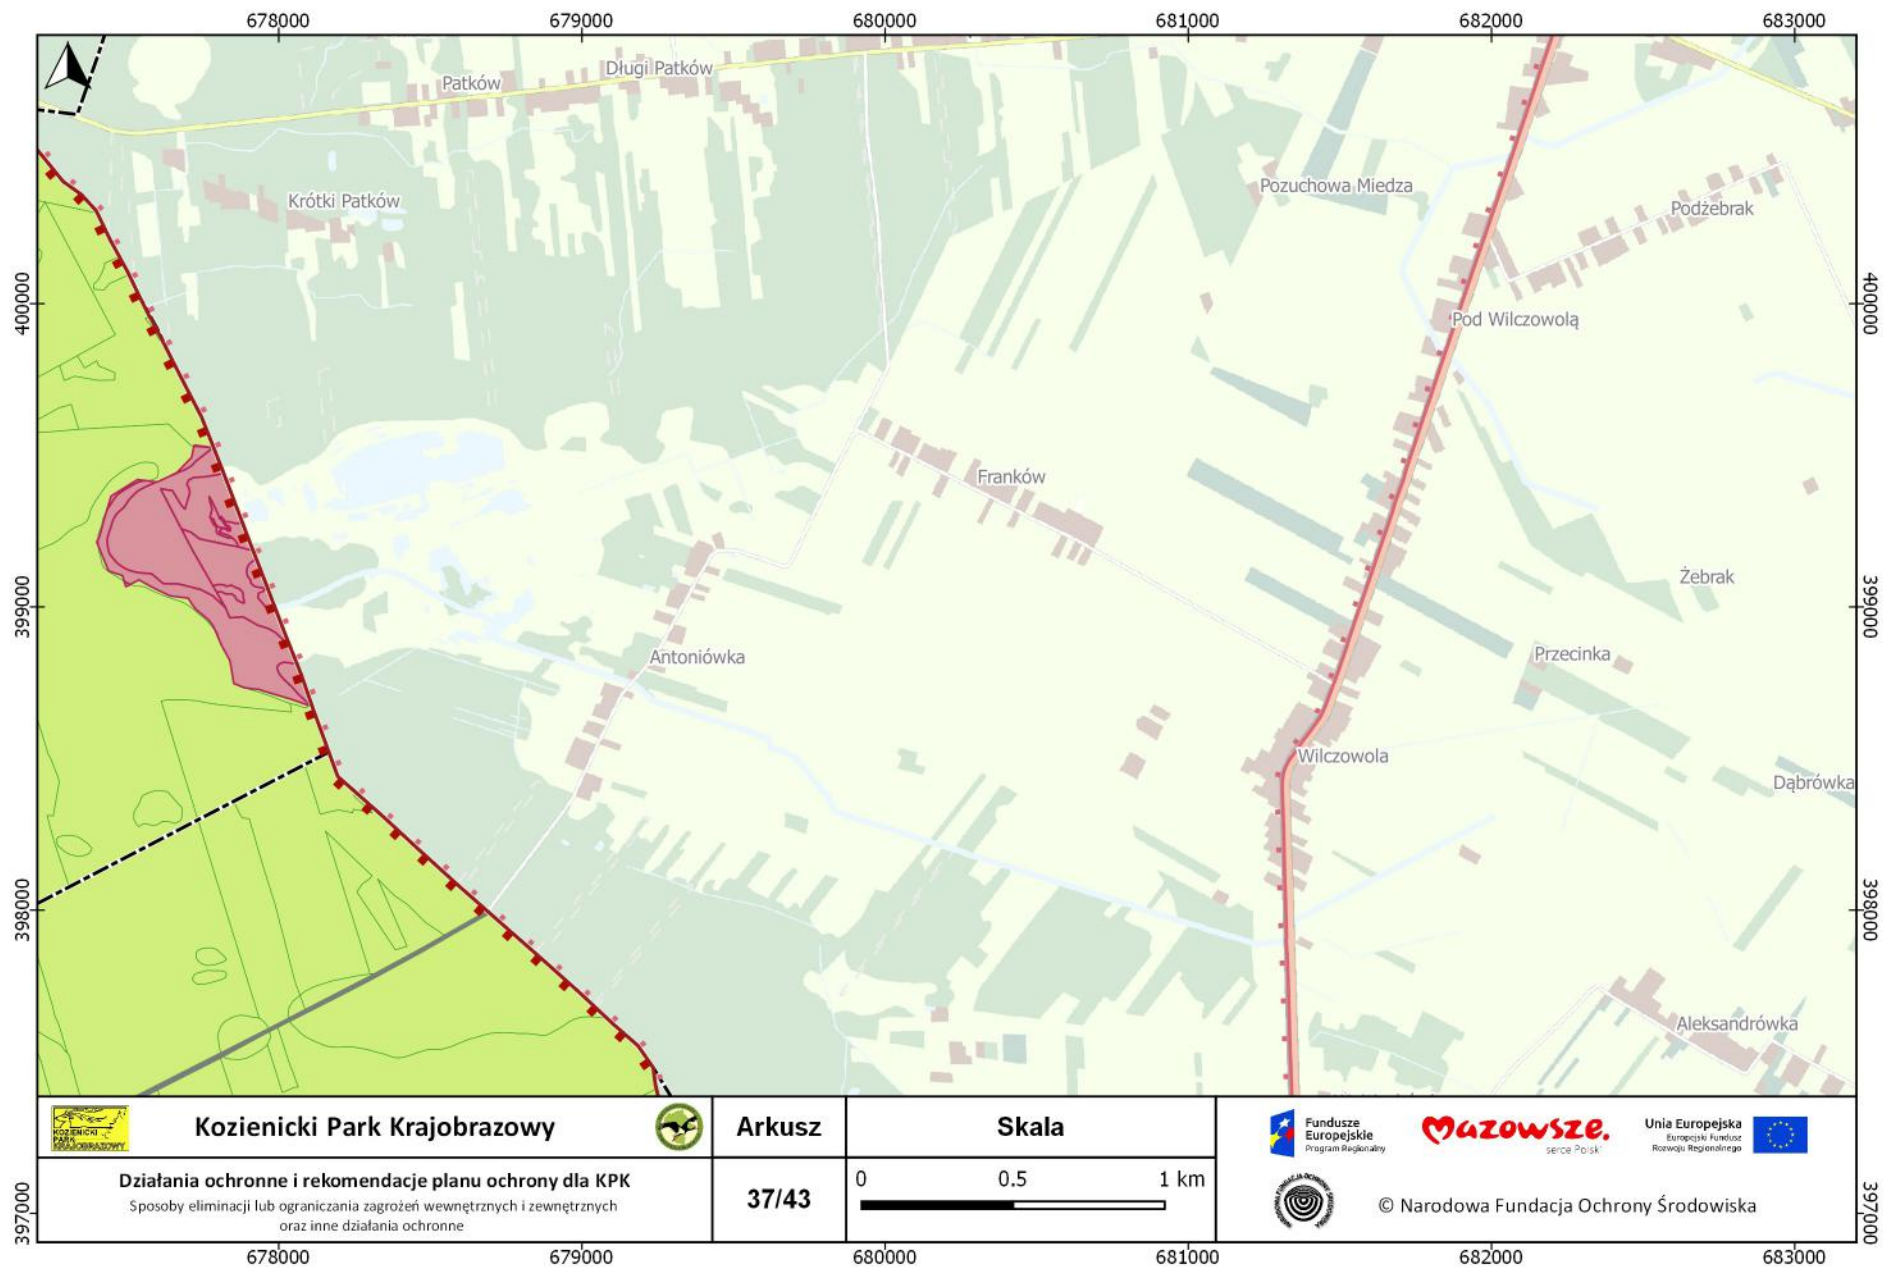 678000 679000 680000 681000 682000 683000
Długi Patków
Patków
Pozuchowa Miedza
Krótki Patków
Podżebrak
400000 400000
Pod Wilczowolą
Franków
Żebrak
399000 399000
Przecinka
Antoniówka
Wilczowola
Dąbrówka
398000 398000
Aleksandrówka
KOZIENICKI
PARK
KRAJOBRAZOWY
Kozienicki Park Krajobrazowy
Arkusz
Skala
Fundusze
Europejskie
Program Regionalny
Mazowsze.
serce Polski
Unia Europejska
Europejski Fundusz
Rozwoju Regionalnego
Działania ochronne i rekomendacje planu ochrony dla KPK
Sposoby eliminacji lub ograniczania zagrożeń wewnętrznych i zewnętrznych
oraz inne działania ochronne
37/43
0 0.5 1 km
© Narodowa Fundacja Ochrony Środowiska
397000 397000
678000 679000 680000 681000 682000 683000